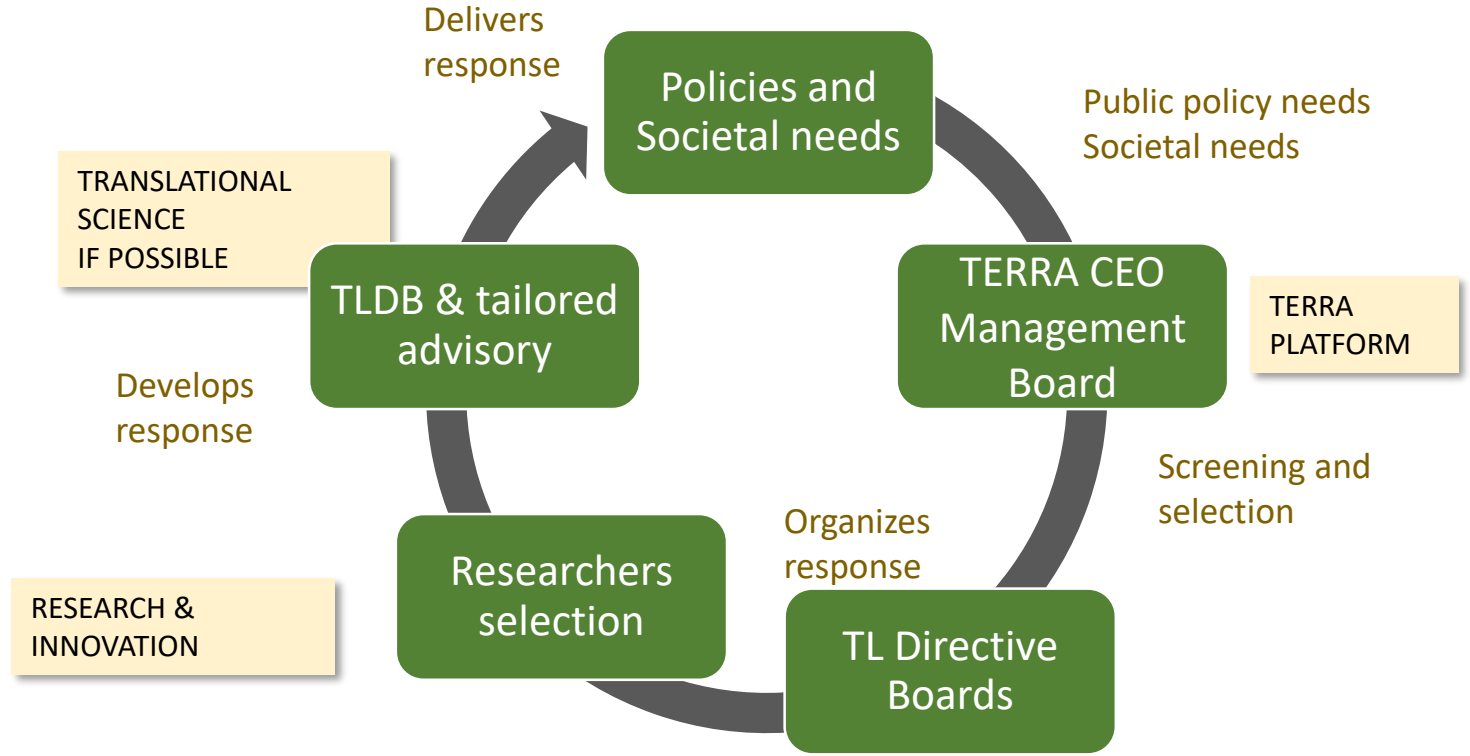 Delivers
response
Policies and
Societal needs
Public policy needs
Societal needs
TRANSLATIONAL
SCIENCE
IF POSSIBLE
TLDB & tailored
advisory
TERRA CEO
Management
Board
TERRA
PLATFORM
Develops
response
Screening and
selection
Organizes
response
Researchers
selection
RESEARCH &
INNOVATION
TL Directive
Boards